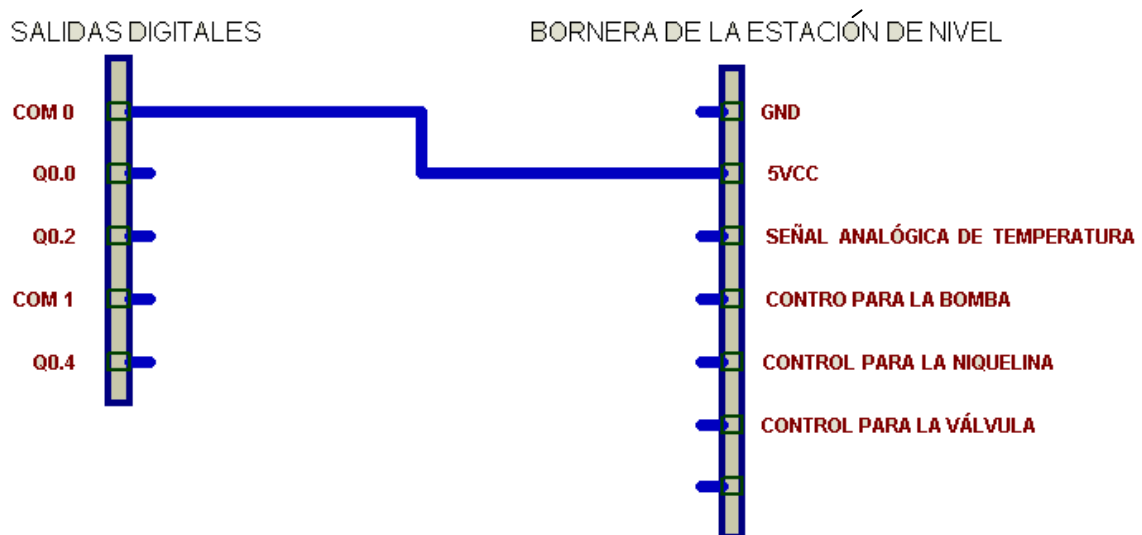 SALIDAS DIGITALES
COM 0
Q0.0
Q0.2
COM 1
Q0.4
BORNERA DE LA ESTACIÓN DE NIVEL
GND
5VCC
SEÑAL ANALÓGICA DE TEMPERATURA
CONTRO PARA LA BOMBA
CONTROL PARA LA NIQUELINA
CONTROL PARA LA VÁLVULA